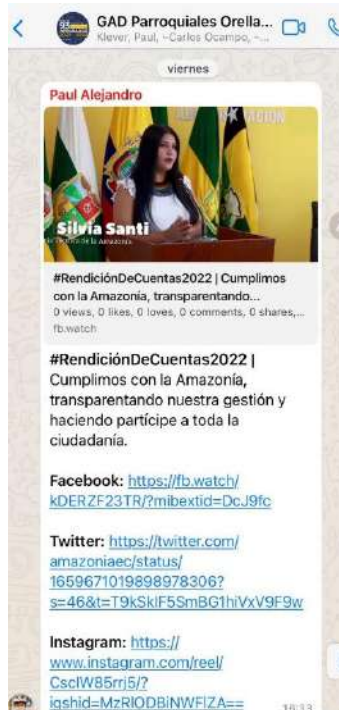 GAD Parroquiales Orella...
Klever, Paul, ~Carlos Ocampo, ~...
viernes
Paul Alejandro
Silvia Santi
#RendiciónDeCuentas2022 | Cumplimos
con la Amazonía, transparentando...
0 views, 0 likes, 0 loves, 0 comments, 0 shares,...
fb.watch
#RendiciónDeCuentas2022 |
Cumplimos con la Amazonía,
transparentando nuestra gestión y
haciendo partícipe a toda la
ciudadanía.
Facebook: https://fb.watch/
kDERZF23TR/?mibextid=DcJ9fc
Twitter: https://twitter.com/
amazoniaec/status/
1659671019898978306?
s=46&t=T9kSkIF5SmBG1hiVxV9F9w
Instagram: https://
www.instagram.com/reel/
CscIW85rrj5/?
igshid=MzRlODBiNWFlZA==
16:33